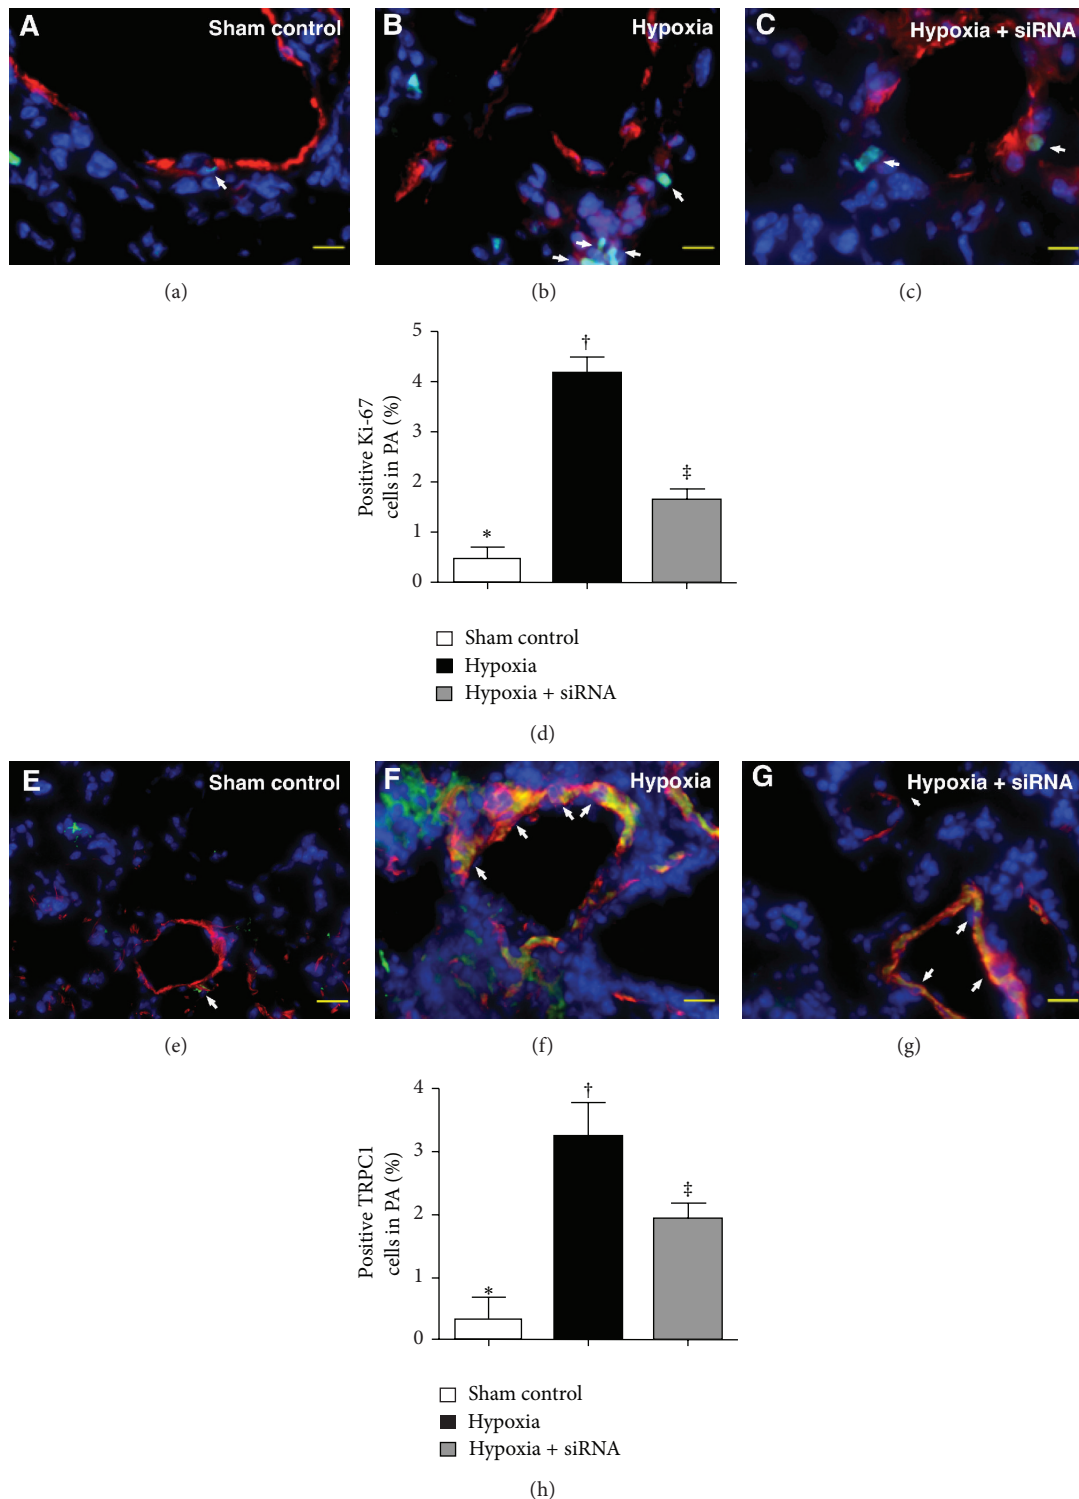 A Sham control
B Hypoxia
C Hypoxia + siRNA
(a)
(b)
(c)
Positive Ki-67
cells in PA (%)
5
4
3
2
1
0
*
†
‡
Sham control
Hypoxia
Hypoxia + siRNA
(d)
E Sham control
F Hypoxia
G Hypoxia + siRNA
(e)
(f)
(g)
Positive TRPC1
cells in PA (%)
4
3
2
1
0
*
†
‡
Sham control
Hypoxia
Hypoxia + siRNA
(h)